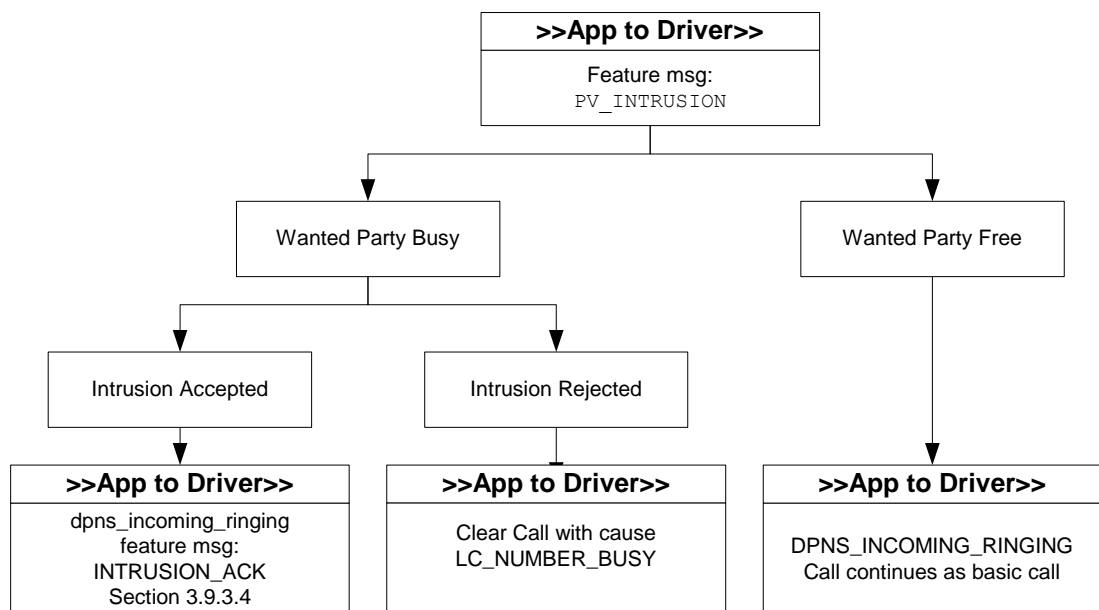 >>App to Driver>>
Feature msg:
PV_INTRUSION
Wanted Party Busy
Wanted Party Free
Intrusion Accepted
Intrusion Rejected
>>App to Driver>>
dpns_incoming_ringing
feature msg:
INTRUSION_ACK
Section 3.9.3.4
>>App to Driver>>
Clear Call with cause
LC_NUMBER_BUSY
>>App to Driver>>
DPNS_INCOMING_RINGING
Call continues as basic call